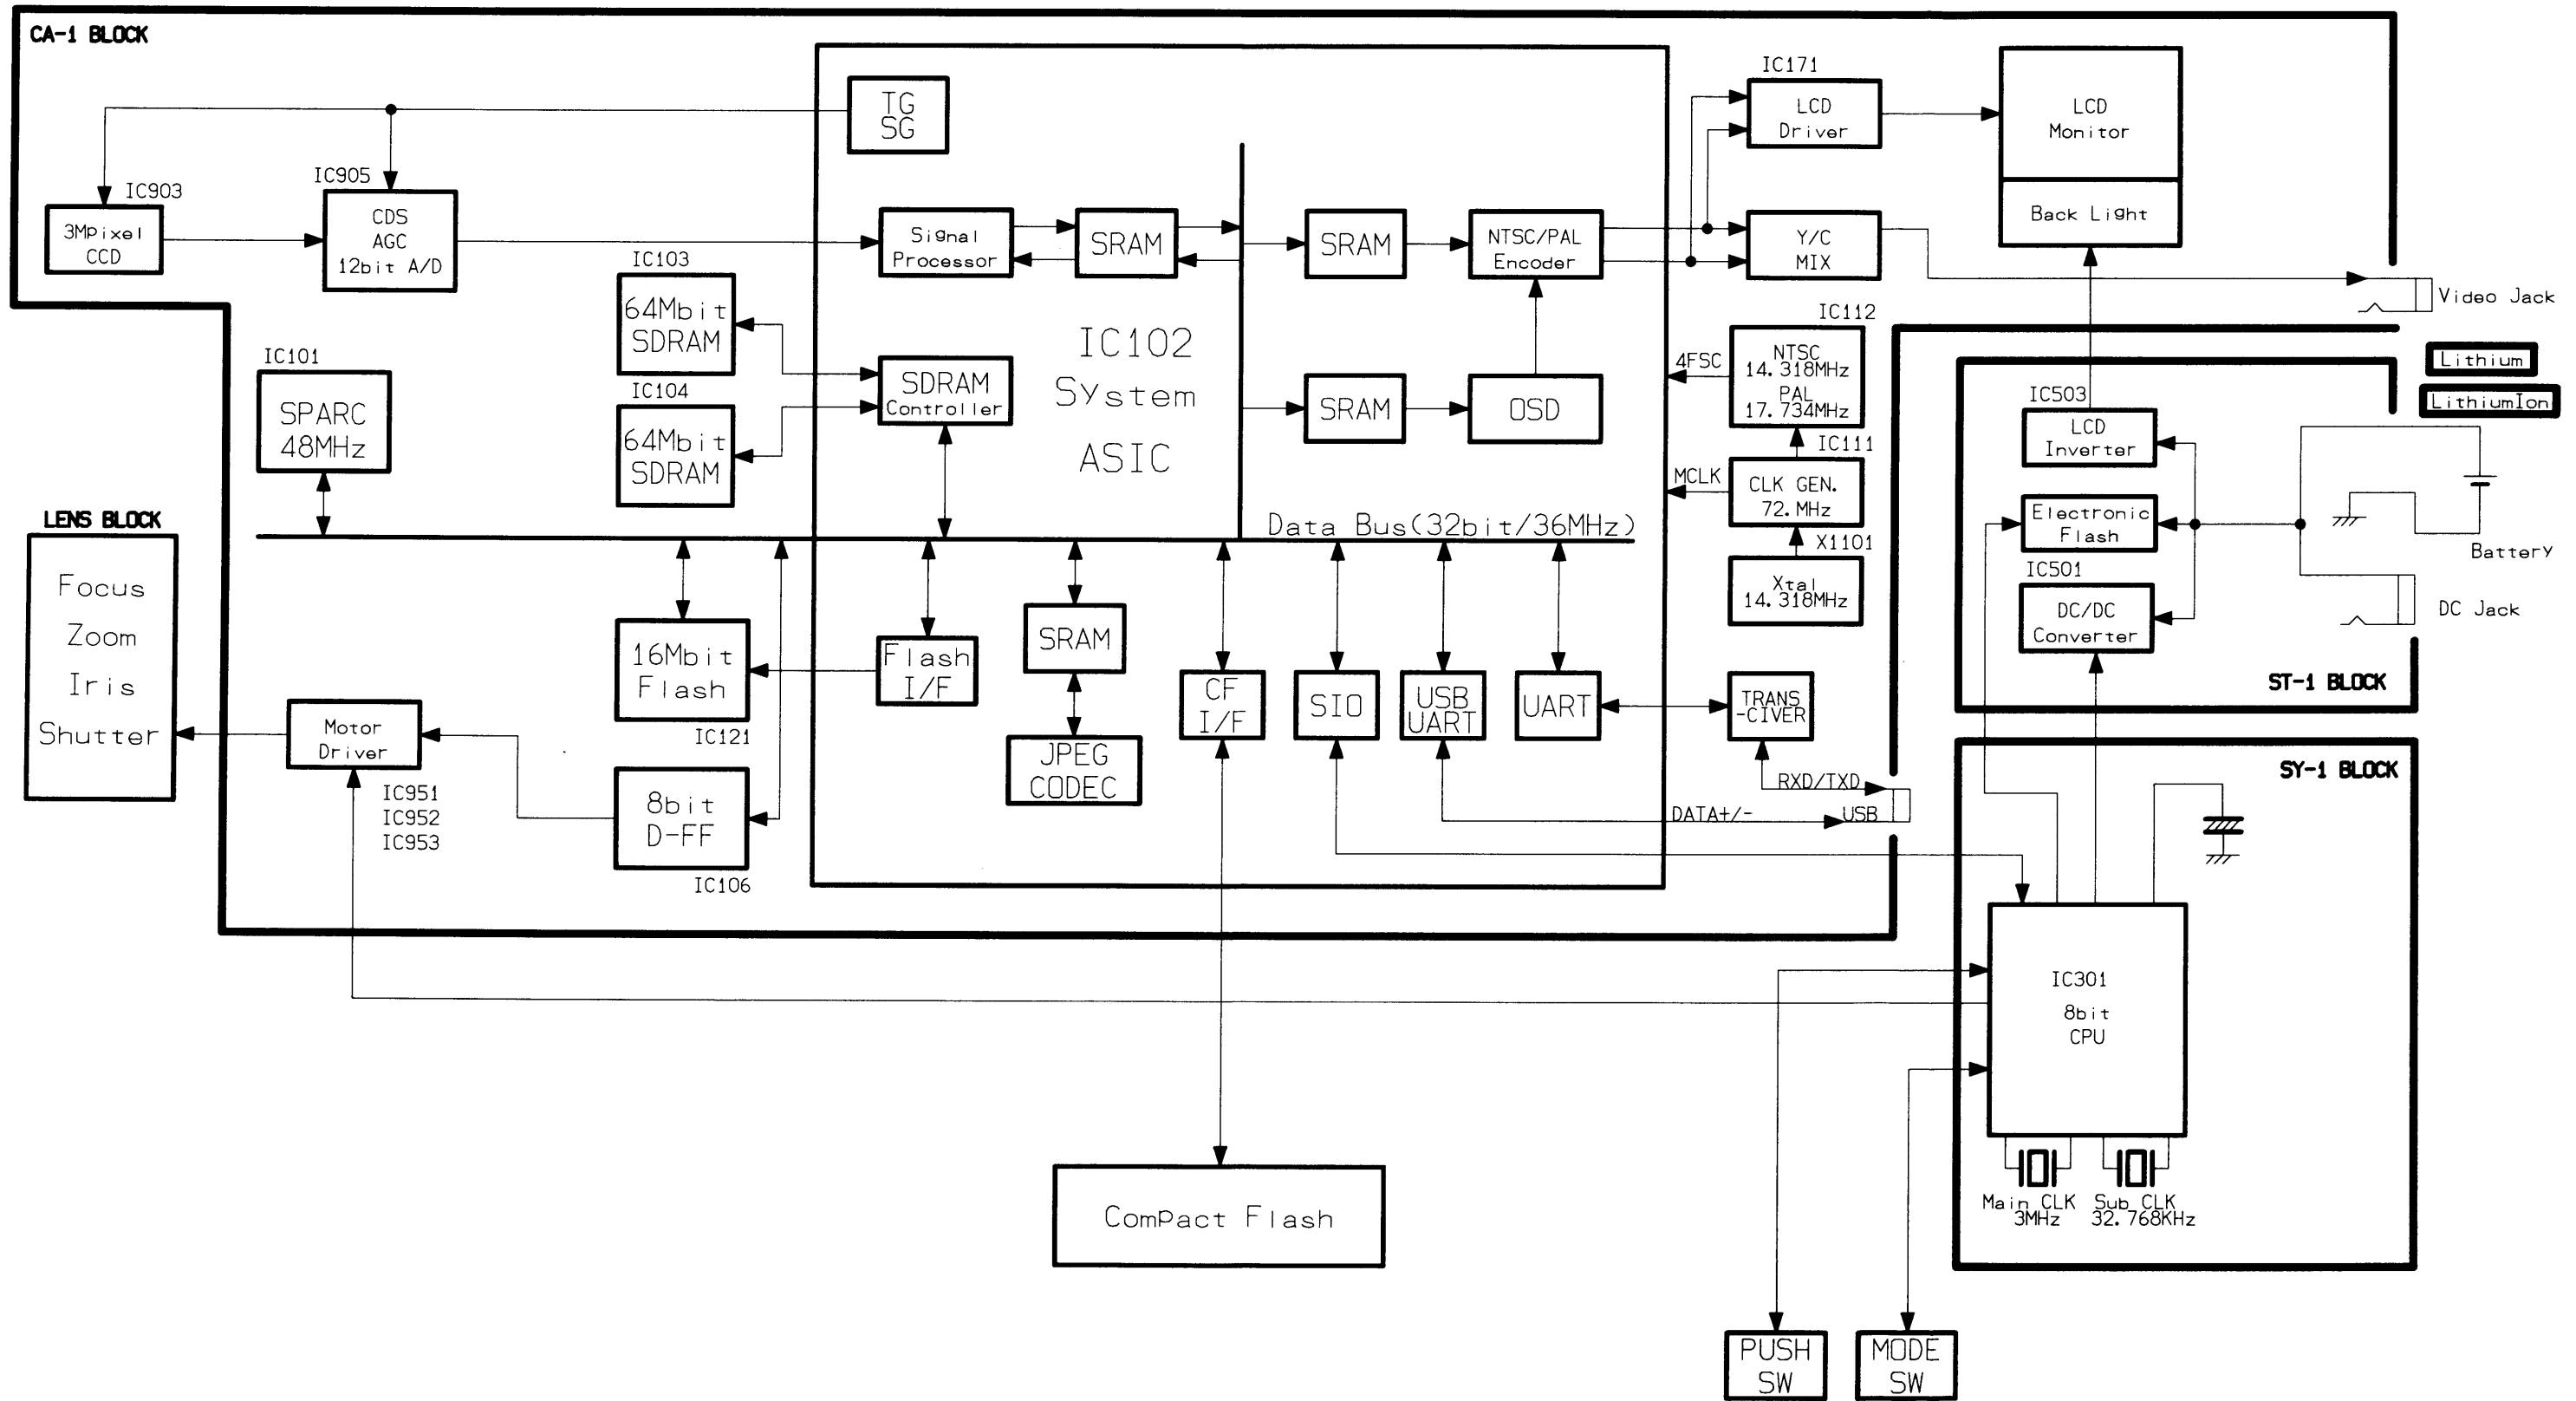 CA-1 BLOCK
TG
SG
IC903
3Mpixel
CCD
IC905
CDS
AGC
12bit A/D
Signal
Processor
SRAM
SRAM
NTSC/PAL
Encoder
IC171
LCD
Driver
LCD
Monitor
Back Light
Y/C
MIX
Video Jack
IC103
64Mbit
SDRAM
IC104
64Mbit
SDRAM
SDRAM
Controller
IC102
System
ASIC
SRAM
OSD
IC101
SPARC
48MHz
4FSC
IC112
NTSC
14.318MHz
PAL
17.734MHz
MCLK
IC111
CLK GEN.
72.MHz
X1101
Xtal
14.318MHz
Data Bus(32bit/36MHz)
Lithium
LithiumIon
IC503
LCD
Inverter
Electronic
Flash
IC501
DC/DC
Converter
Battery
DC Jack
ST-1 BLOCK
LENS BLOCK
Focus
Zoom
Iris
Shutter
Motor
Driver
IC951
IC952
IC953
16Mbit
Flash
IC121
8bit
D-FF
IC106
Flash
I/F
SRAM
JPEG
CODEC
CF
I/F
SIO
USB
UART
UART
TRANS
-CIVER
RXD/TXD
DATA+/-
USB
SY-1 BLOCK
IC301
8bit
CPU
Main CLK
3MHz
Sub CLK
32.768KHz
ComPact Flash
PUSH
SW
MODE
SW